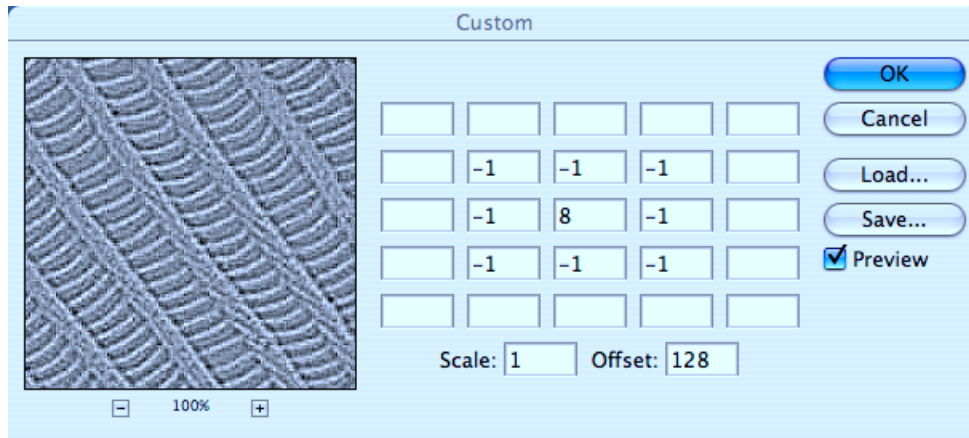 Custom
OK
Cancel
-1 -1 -1
Load...
-1 8 -1
Save...
Preview
-1 -1 -1
Scale: 1 Offset: 128
- 100% +